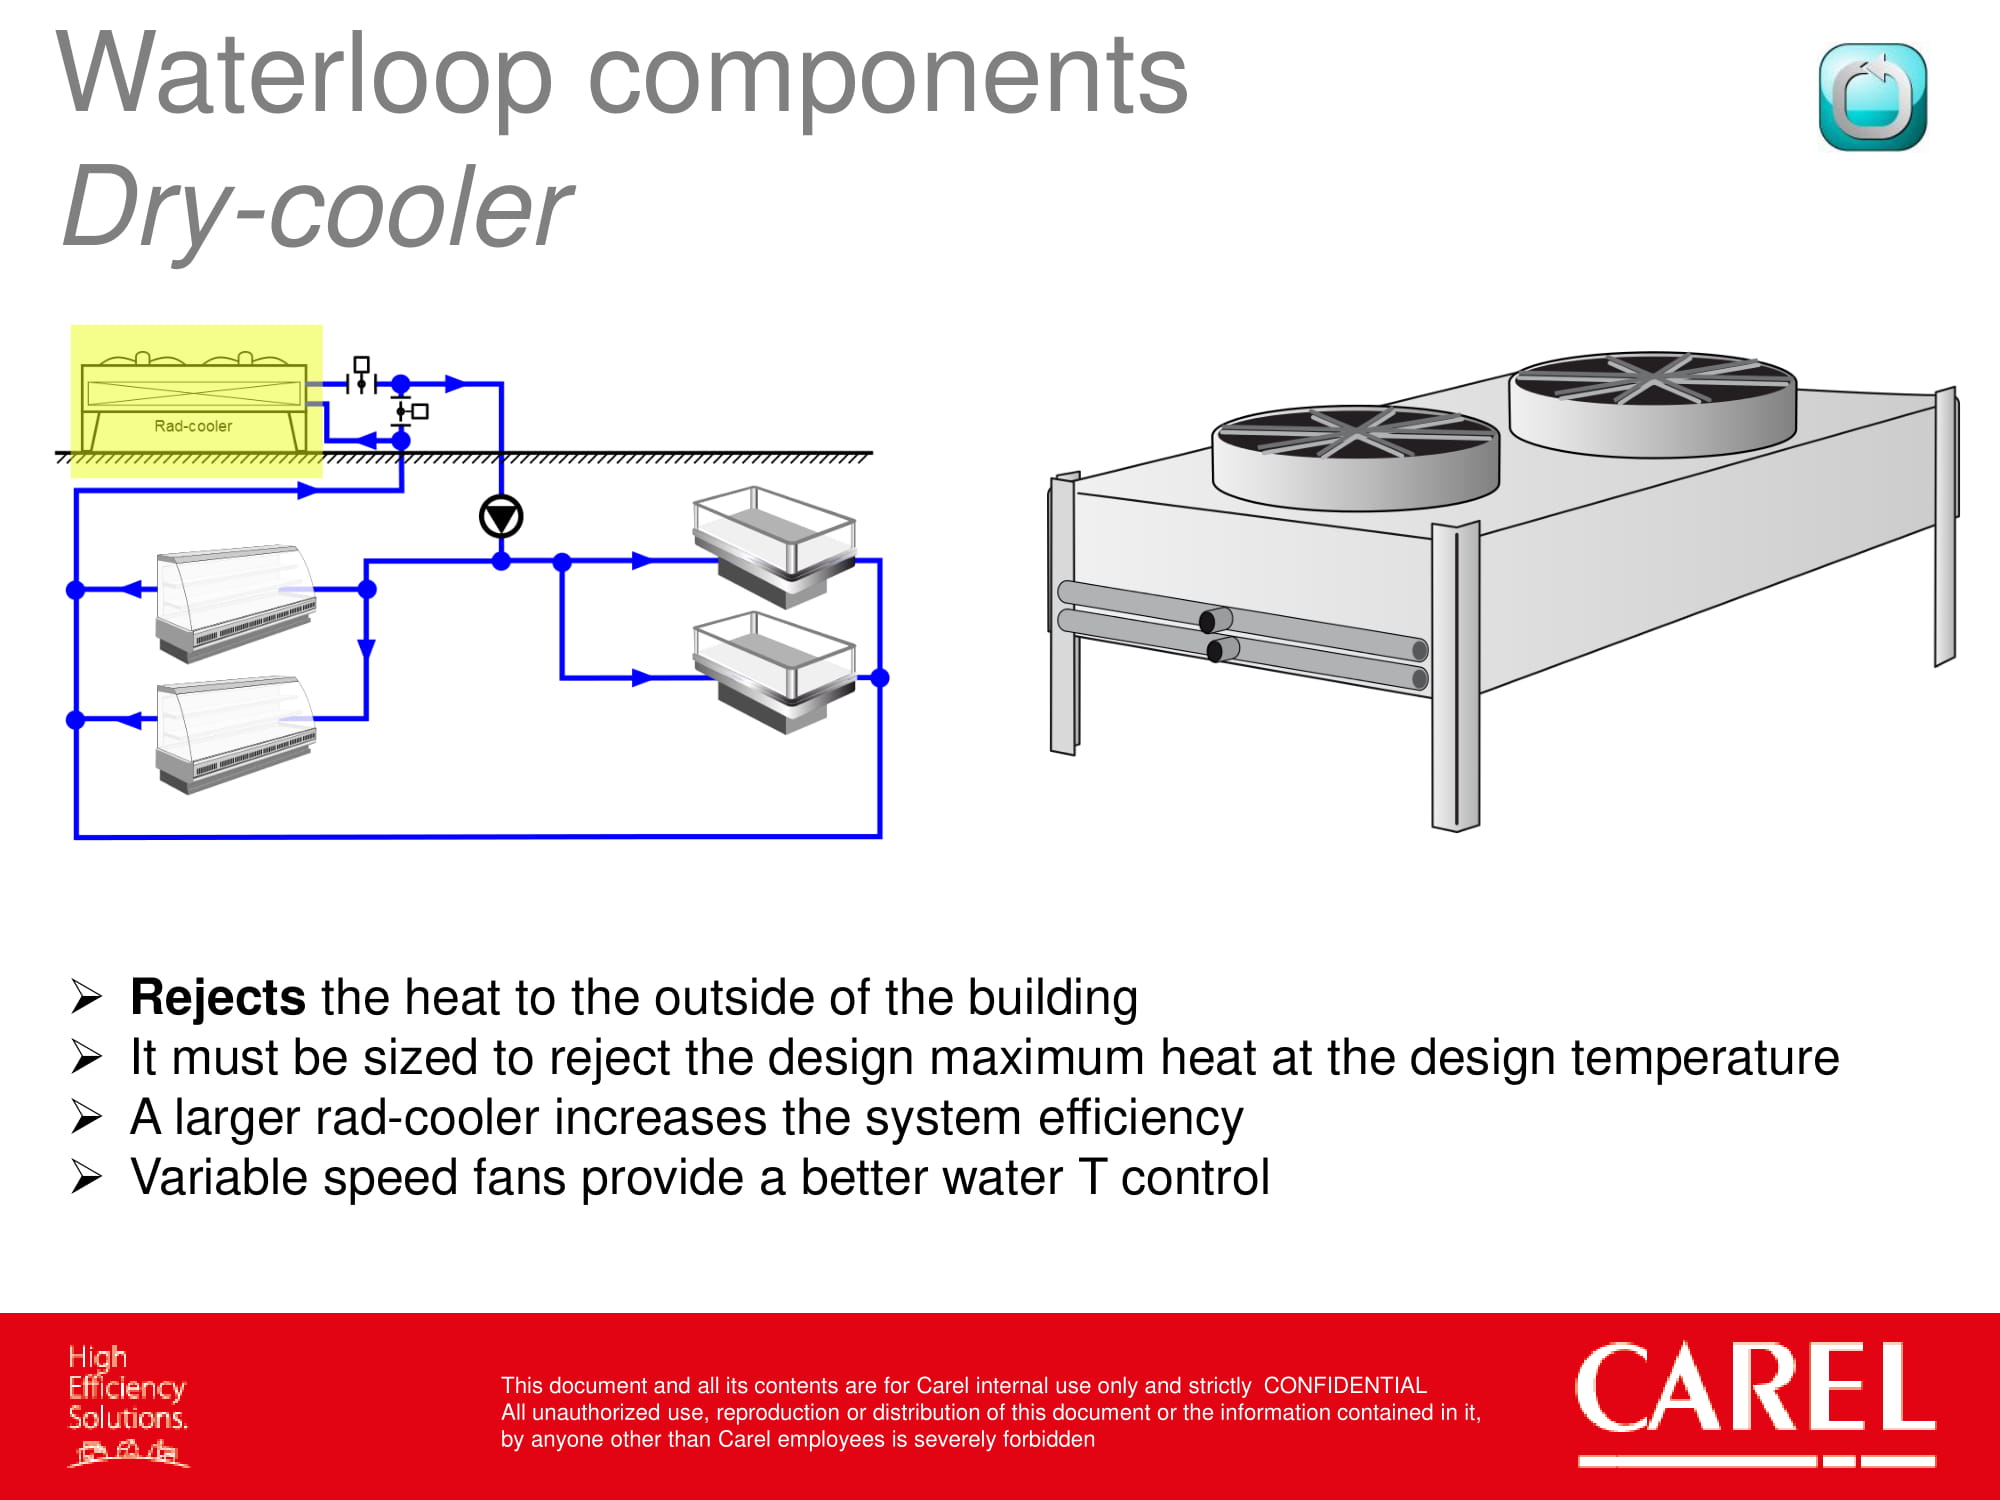 Waterloop components
Dry-cooler
Rad-cooler
➢ Rejects the heat to the outside of the building
➢ It must be sized to reject the design maximum heat at the design temperature
➢ A larger rad-cooler increases the system efficiency
➢ Variable speed fans provide a better water T control
High
Efficiency
Solutions.
This document and all its contents are for Carel internal use only and strictly  CONFIDENTIAL
All unauthorized use, reproduction or distribution of this document or the information contained in it,
by anyone other than Carel employees is severely forbidden
CAREL